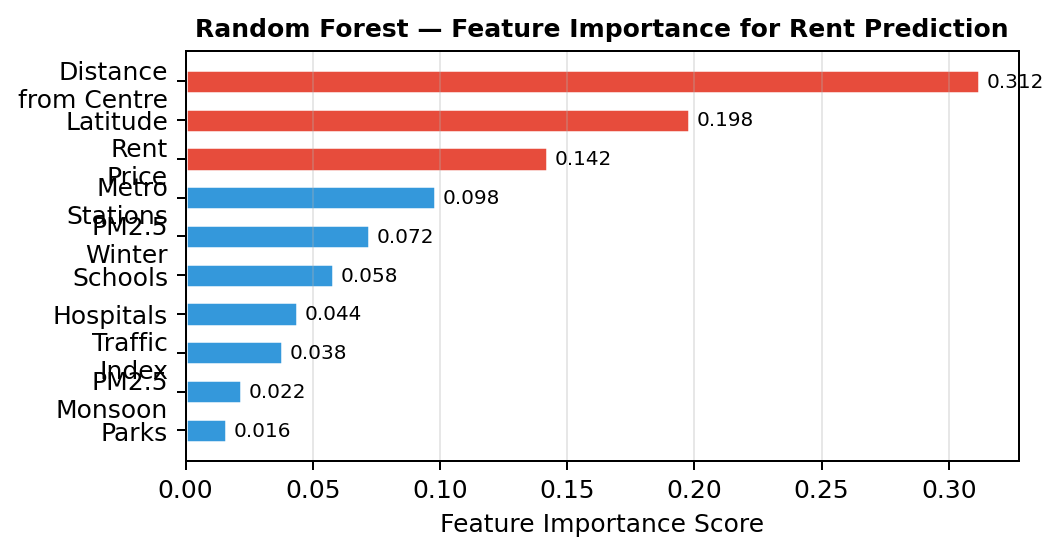 Random Forest — Feature Importance for Rent Prediction
Distance
from Centre
0.312
Latitude
0.198
Rent
Price
0.142
Metro
Stations
0.098
PM2.5
Winter
0.072
Schools
0.058
Hospitals
0.044
Traffic
Index
0.038
PM2.5
Monsoon
0.022
Parks
0.016
0.00 0.05 0.10 0.15 0.20 0.25 0.30
Feature Importance Score